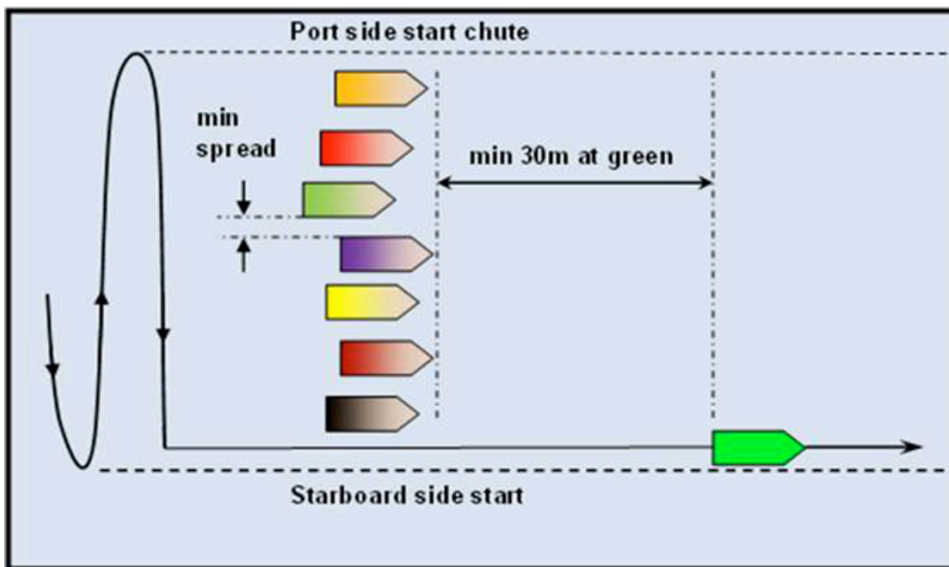 Port side start chute
min
spread
min 30m at green
Starboard side start